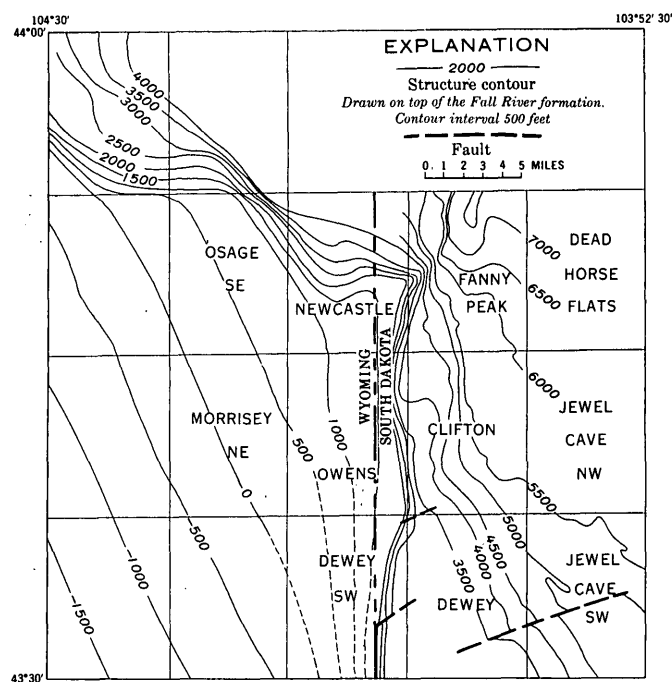 104°30'
103°52' 30"
44°00'
EXPLANATION
2000
Structure contour
Drawn on top of the Fall River formation.
Contour interval 500 feet
Fault
0 1 2 3 4 5 MILES
4000
3500
3000
2500
2000
1500
OSAGE
SE
NEWCASTLE
FANNY
PEAK
7000
6500
DEAD
HORSE
FLATS
6000
WYOMING
SOUTH DAKOTA
MORRISEY
NE
CLIFTON
JEWEL
CAVE
NW
500
1000
OWENS
0
5500
5000
500
-1000
-1500
DEWEY
SW
3500
4000
4500
DEWEY
JEWEL
CAVE
SW
43°30'